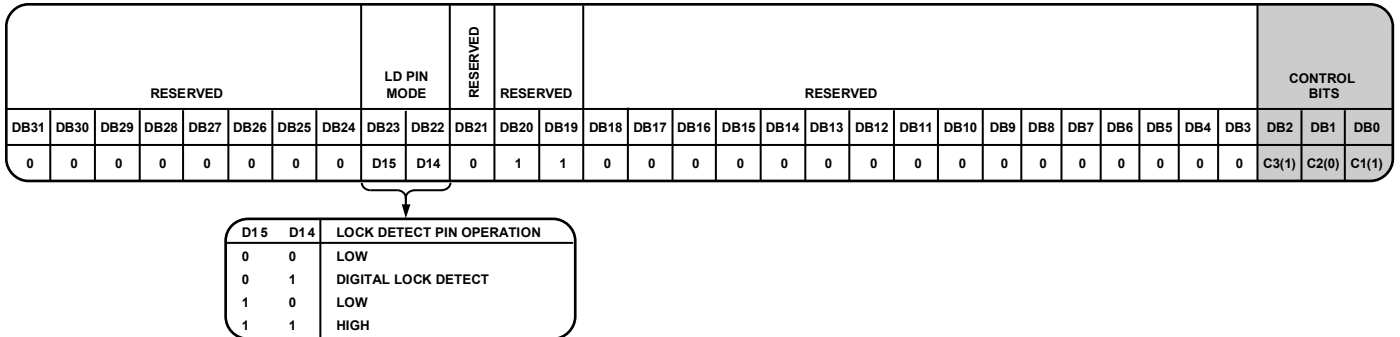 RESERVED LD PIN MODE RESERVED RESERVED RESERVED CONTROL BITS
DB31 DB30 DB29 DB28 DB27 DB26 DB25 DB24 DB23 DB22 DB21 DB20 DB19 DB18 DB17 DB16 DB15 DB14 DB13 DB12 DB11 DB10 DB9 DB8 DB7 DB6 DB5 DB4 DB3 DB2 DB1 DB0
0 0 0 0 0 0 0 0 D15 D14 0 1 1 0 0 0 0 0 0 0 0 0 0 0 0 0 0 0 0 C3(1) C2(0) C1(1)
D15 D14 LOCK DETECT PIN OPERATION
0 0 LOW
0 1 DIGITAL LOCK DETECT
1 0 LOW
1 1 HIGH